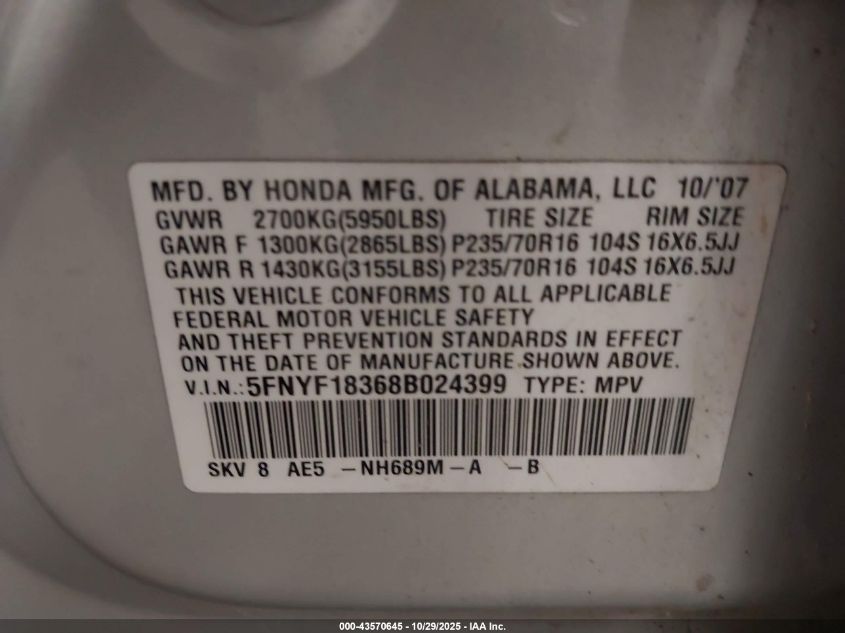 MFD. BY HONDA MFG. OF ALABAMA, LLC 10/'07
GVWR 2700KG(5950LBS) TIRE SIZE RIM SIZE
GAWR F 1300KG(2865LBS) P235/70R16 104S 16X6.5JJ
GAWR R 1430KG(3155LBS) P235/70R16 104S 16X6.5JJ
THIS VEHICLE CONFORMS TO ALL APPLICABLE
FEDERAL MOTOR VEHICLE SAFETY
AND THEFT PREVENTION STANDARDS IN EFFECT
ON THE DATE OF MANUFACTURE SHOWN ABOVE.
V.I.N.: 5FNYF18368B024399 TYPE: MPV
SKV 8 AE5 -NH689M-A -B
000-43570645 - 10/29/2025 - IAA Inc.